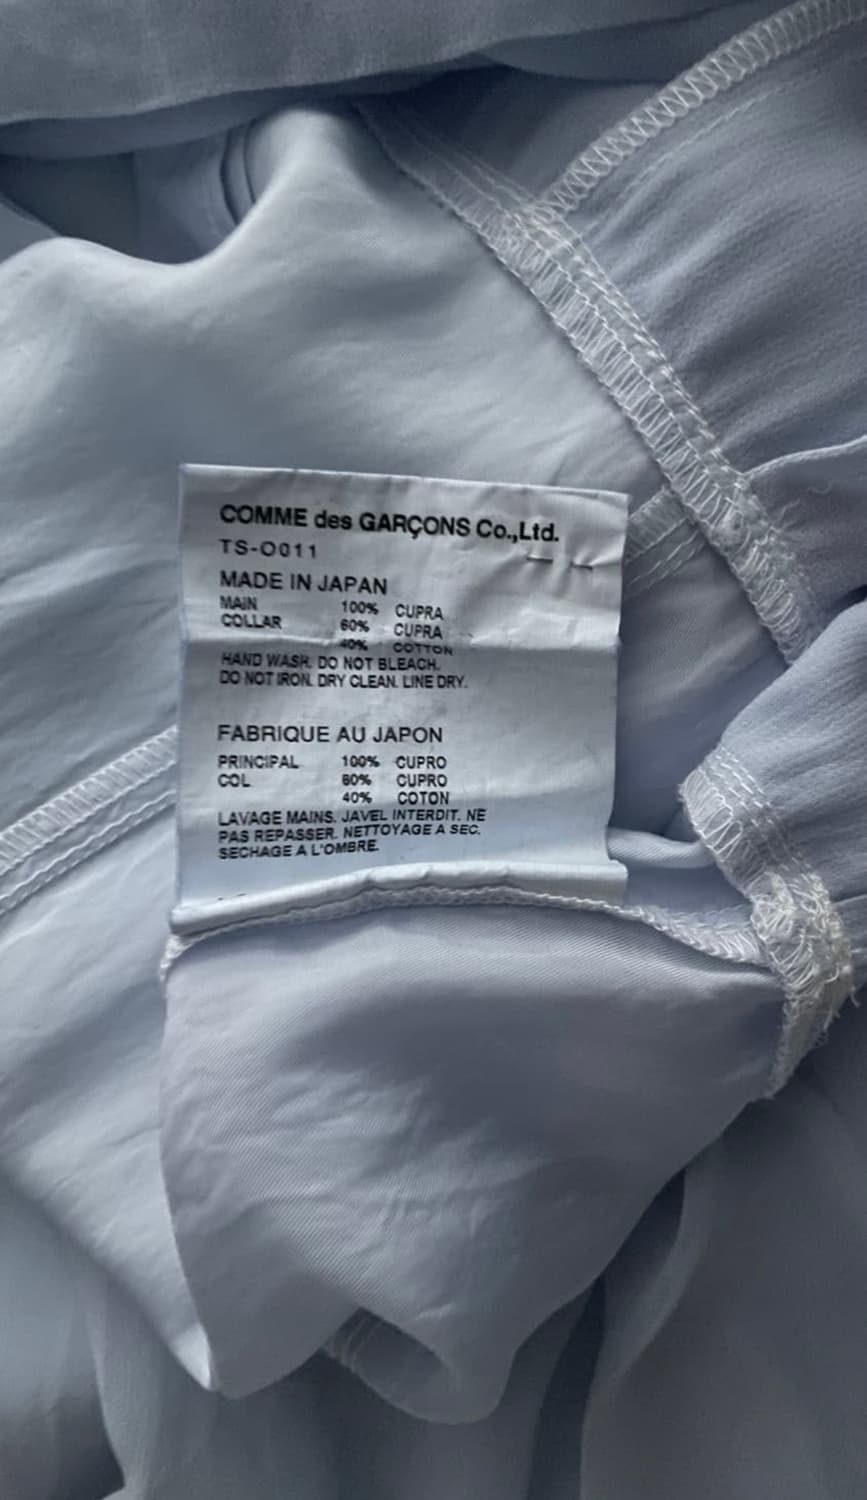 COMME des GARÇONS Co.,Ltd.
TS-O011
MADE IN JAPAN
MAIN 100% CUPRA
COLLAR 60% CUPRA
40% COTTON
HAND WASH. DO NOT BLEACH.
DO NOT IRON. DRY CLEAN. LINE DRY.
FABRIQUE AU JAPON
PRINCIPAL 100% CUPRO
COL 60% CUPRO
40% COTON
LAVAGE MAINS. JAVEL INTERDIT. NE
PAS REPASSER. NETTOYAGE A SEC.
SECHAGE A L'OMBRE.